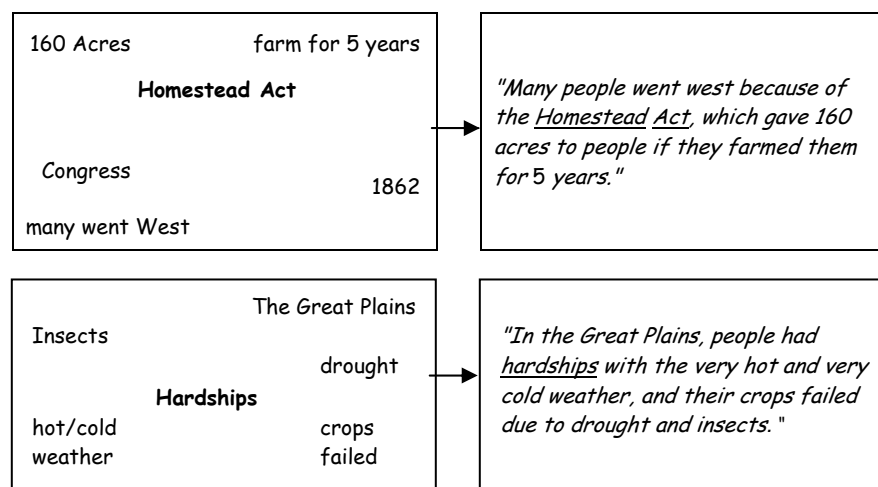 160 Acres farm for 5 years
Homestead Act
Congress
1862
many went West
"Many people went west because of
the Homestead Act, which gave 160
acres to people if they farmed them
for 5 years."
The Great Plains
Insects
drought
Hardships
hot/cold crops
weather failed
"In the Great Plains, people had
hardships with the very hot and very
cold weather, and their crops failed
due to drought and insects. "